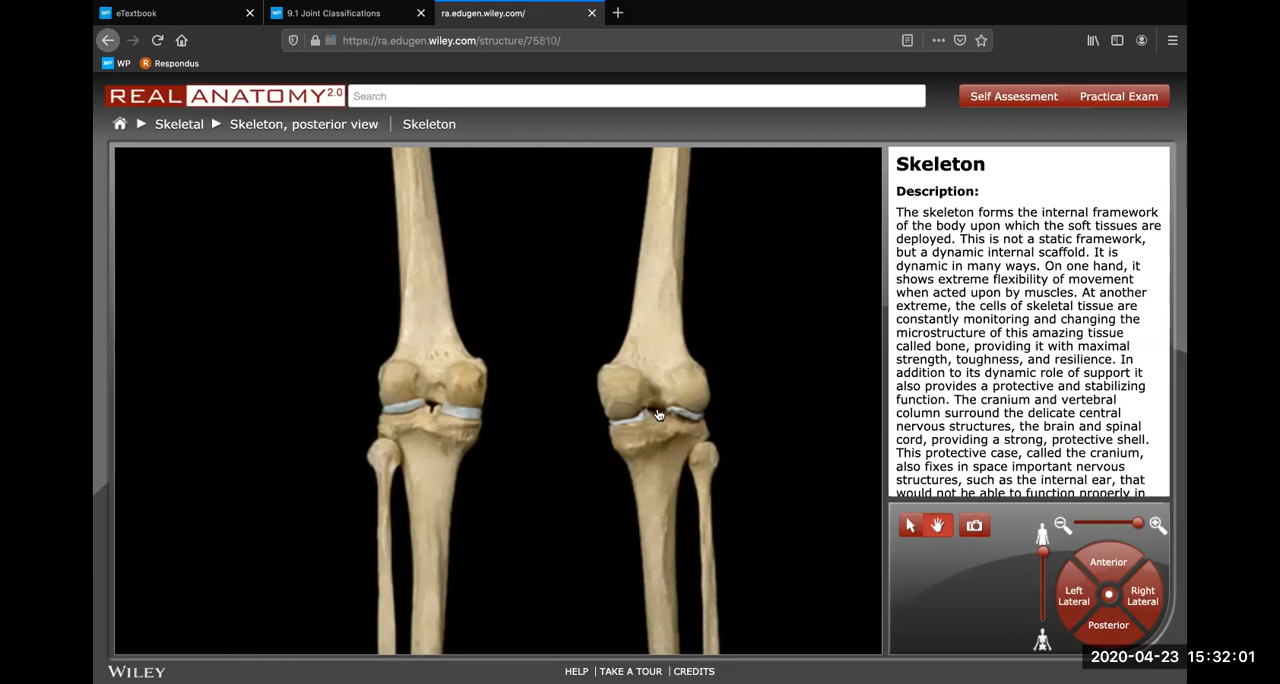 eTextbook
9.1 Joint Classifications
ra.edugen.wiley.com/
https://ra.edugen.wiley.com/structure/75810/
WP
Respondus
REAL ANATOMY 2.0
Search
Self Assessment
Practical Exam
Skeletal
Skeleton, posterior view
Skeleton
Skeleton
Description:
The skeleton forms the internal framework
of the body upon which the soft tissues are
deployed. This is not a static framework,
but a dynamic internal scaffold. It is
dynamic in many ways. On one hand, it
shows extreme flexibility of movement
when acted upon by muscles. At another
extreme, the cells of skeletal tissue are
constantly monitoring and changing the
microstructure of this amazing tissue
called bone, providing it with maximal
strength, toughness, and resilience. In
addition to its dynamic role of support it
also provides a protective and stabilizing
function. The cranium and vertebral
column surround the delicate central
nervous structures, the brain and spinal
cord, providing a strong, protective shell.
This protective case, called the cranium,
also fixes in space important nervous
structures, such as the internal ear, that
would not be able to function properly in
Anterior
Left
Lateral
Right
Lateral
Posterior
2020-04-23 15:32:01
WILEY
HELP | TAKE A TOUR | CREDITS